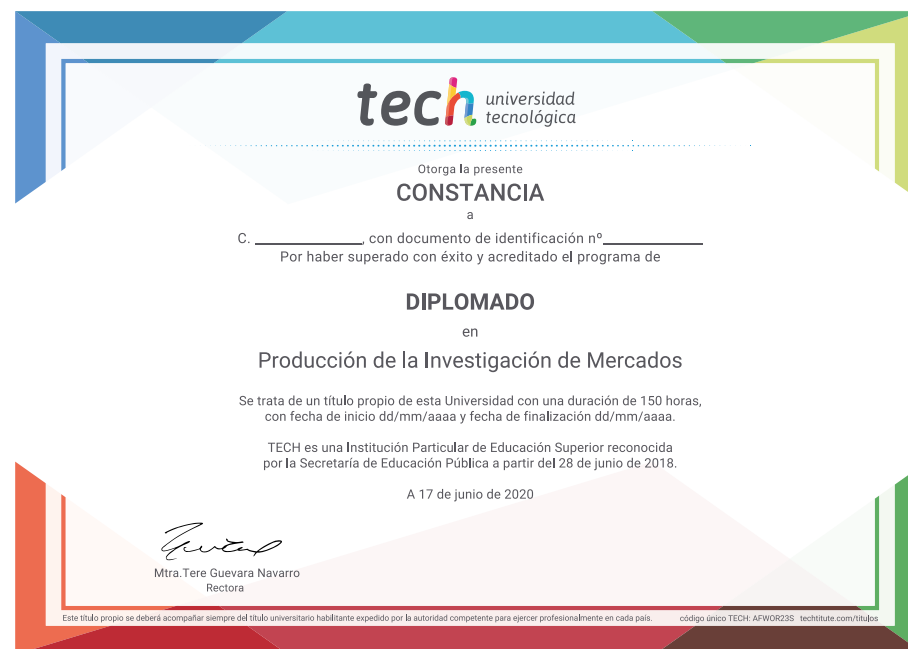 tech universidad
tecnológica
Otorga la presente
CONSTANCIA
a
C. ____________, con documento de identificación nº___________
Por haber superado con éxito y acreditado el programa de
DIPLOMADO
en
Producción de la Investigación de Mercados
Se trata de un título propio de esta Universidad con una duración de 150 horas,
con fecha de inicio dd/mm/aaaa y fecha de finalización dd/mm/aaaa.
TECH es una Institución Particular de Educación Superior reconocida
por la Secretaría de Educación Pública a partir del 28 de junio de 2018.
A 17 de junio de 2020
Mtra.Tere Guevara Navarro
Rectora
Este título propio se deberá acompañar siempre del título universitario habilitante expedido por la autoridad competente para ejercer profesionalmente en cada país. código único TECH: AFWOR23S techtitute.com/titulos